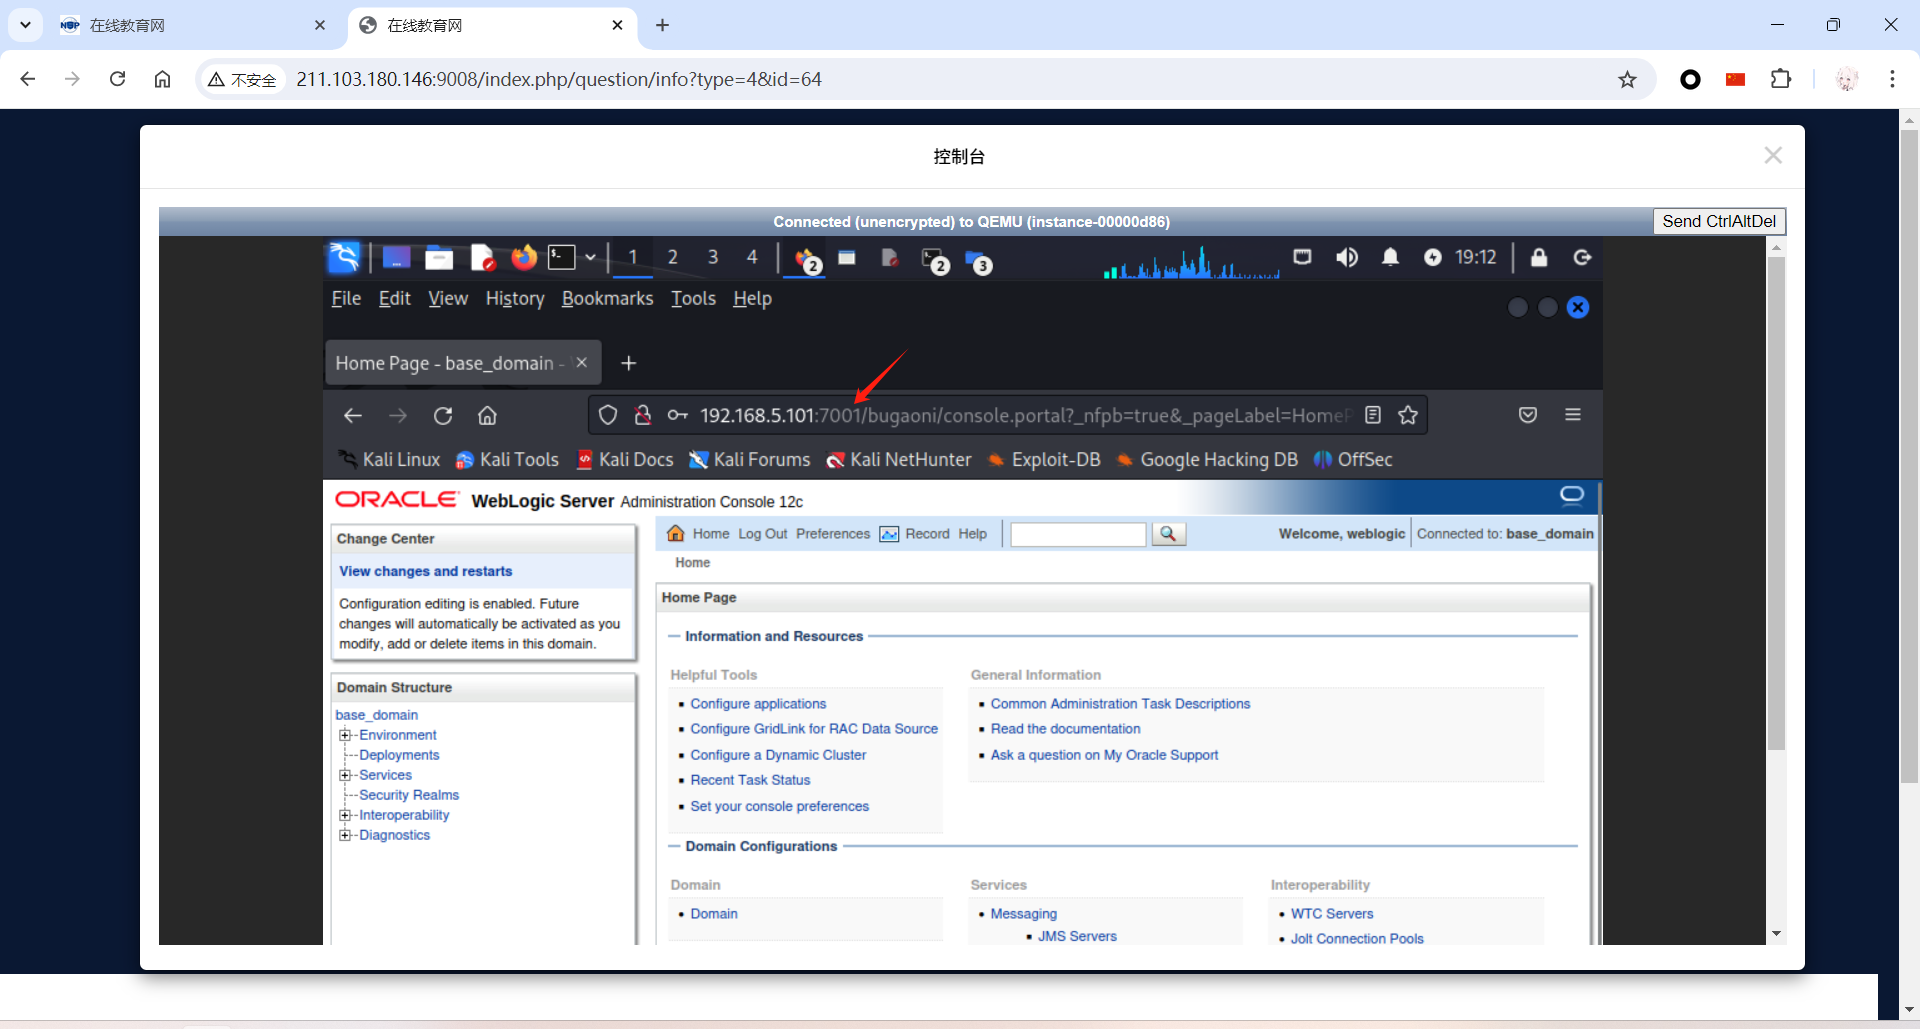 在线教育网
在线教育网
不安全 211.103.180.146:9008/index.php/question/info?type=4&id=64
控制台
Connected (unencrypted) to QEMU (instance-00000d86)
Send CtrlAltDel
1 2 3 4 2 2 3 19:12
File Edit View History Bookmarks Tools Help
Home Page - base_domain -
192.168.5.101:7001/bugaoni/console.portal?_nfpb=true&_pageLabel=HomeP
Kali Linux Kali Tools Kali Docs Kali Forums Kali NetHunter Exploit-DB Google Hacking DB OffSec
ORACLE WebLogic Server Administration Console 12c
Change Center
View changes and restarts
Configuration editing is enabled. Future
changes will automatically be activated as you
modify, add or delete items in this domain.
Domain Structure
base_domain
Environment
Deployments
Services
Security Realms
Interoperability
Diagnostics
Home Log Out Preferences Record Help
Welcome, weblogic Connected to: base_domain
Home
Home Page
Information and Resources
Helpful Tools
Configure applications
Configure GridLink for RAC Data Source
Configure a Dynamic Cluster
Recent Task Status
Set your console preferences
General Information
Common Administration Task Descriptions
Read the documentation
Ask a question on My Oracle Support
Domain Configurations
Domain
Domain
Services
Messaging
JMS Servers
Interoperability
WTC Servers
Jolt Connection Pools